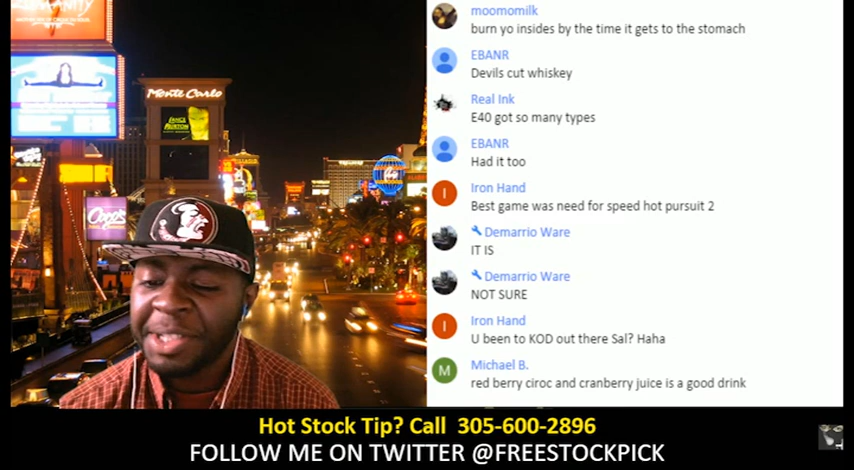 Monte Carlo
LANCE
BURTON
Coco's
moomomilk
burn yo insides by the time it gets to the stomach
EBANR
Devils cut whiskey
Real Ink
E40 got so many types
EBANR
Had it too
I
Iron Hand
Best game was need for speed hot pursuit 2
Demarrio Ware
IT IS
Demarrio Ware
NOT SURE
I
Iron Hand
U been to KOD out there Sal? Haha
M
Michael B.
red berry ciroc and cranberry juice is a good drink
Hot Stock Tip? Call 305-600-2896
FOLLOW ME ON TWITTER @FREESTOCKPICK